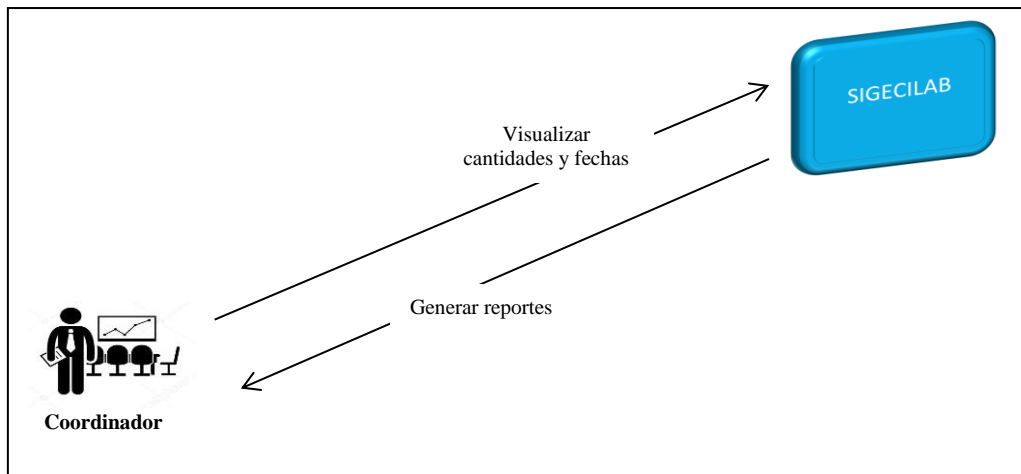 SIGECILAB
Visualizar
cantidades y fechas
Generar reportes
Coordinador